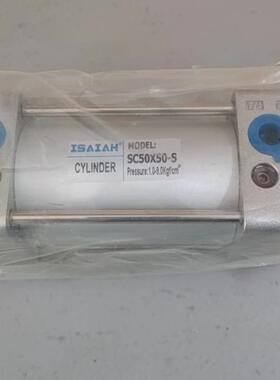 ISAIAH
CYLINDER
MODEL:
SC50X50-S
Pressure:1.0-9.0Kgf/cm²